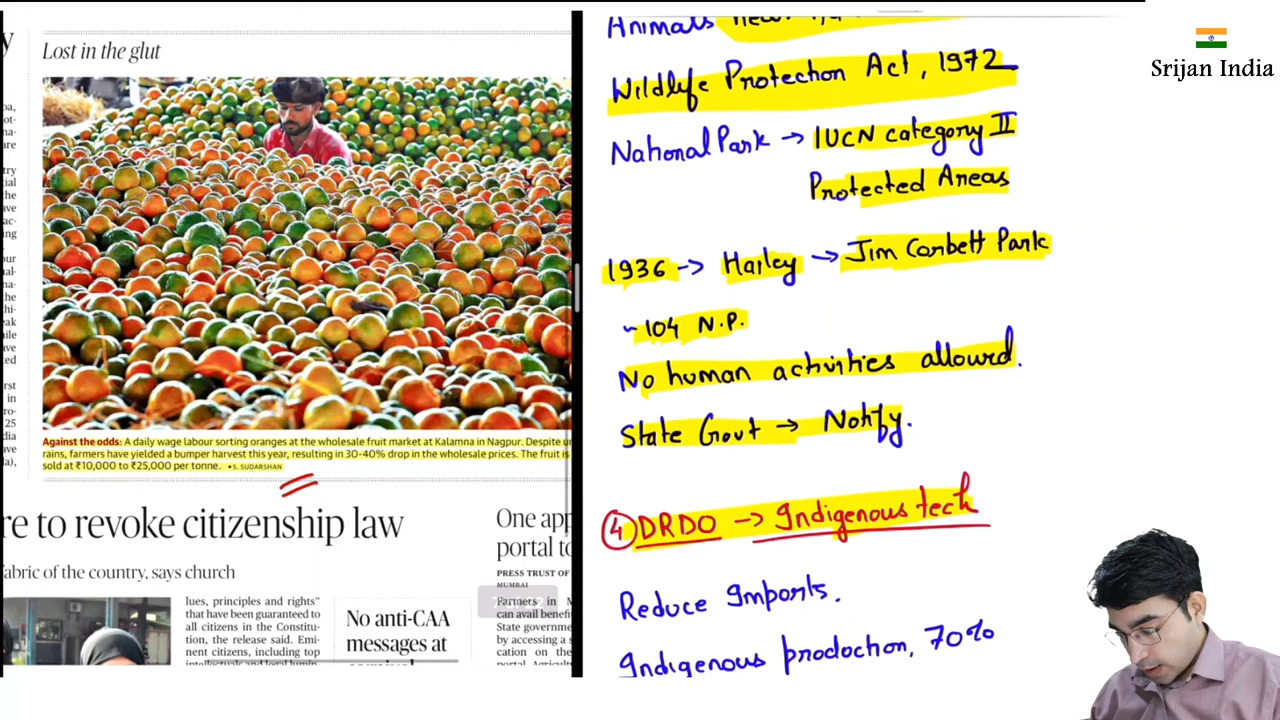 Lost in the glut
Against the odds: A daily wage labour sorting oranges at the wholesale fruit market at Kalamna in Nagpur. Despite
rains, farmers have yielded a bumper harvest this year, resulting in 30-40% drop in the wholesale prices. The fruit is
sold at ₹10,000 to ₹25,000 per tonne. • S. SUDARSHAN
re to revoke citizenship law
fabric of the country, says church
lues, principles and rights”
that have been guaranteed to
all citizens in the Constitu-
tion, the release said. Emi-
nent citizens, including top
No anti-CAA
messages at
One app
portal to
PRESS TRUST OF
MUMBAI
Farmers in M
can avail benef
State governme
by accessing a s
cation on the
Animals
Wildlife Protection Act, 1972
National Park → IUCN category II
Protected Areas
1936 → Hailey → Jim Corbett Park
~ 104 N.P.
No human activities allowd.
State Govt → Notify.
④ DRDO → Indigenous tech
Reduce Imports.
Indigenous prodoction, 70%
Srijan India